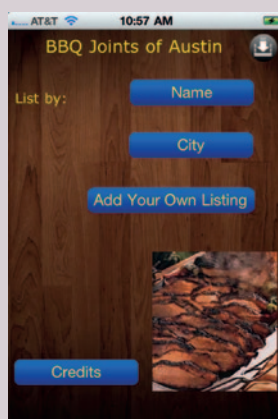 AT&T 10:57 AM
BBQ Joints of Austin
List by: Name
City
Add Your Own Listing
Credits